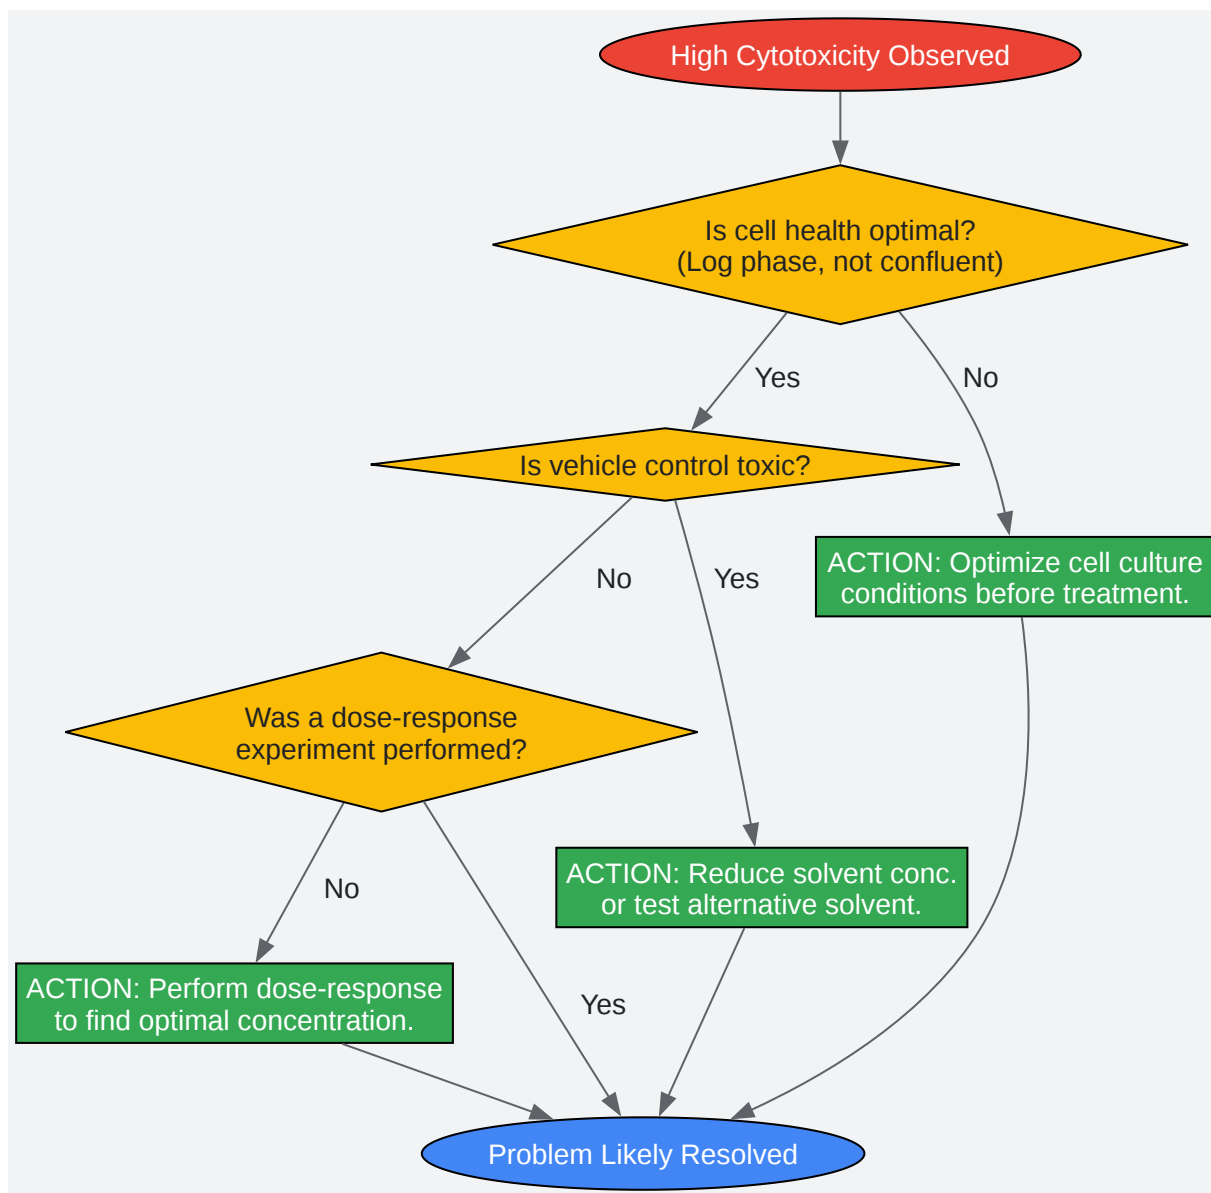 High Cytotoxicity Observed
Is cell health optimal?
(Log phase, not confluent)
Yes
No
Is vehicle control toxic?
No
Yes
ACTION: Optimize cell culture
conditions before treatment.
Was a dose-response
experiment performed?
No
ACTION: Reduce solvent conc.
or test alternative solvent.
ACTION: Perform dose-response
to find optimal concentration.
Yes
Problem Likely Resolved